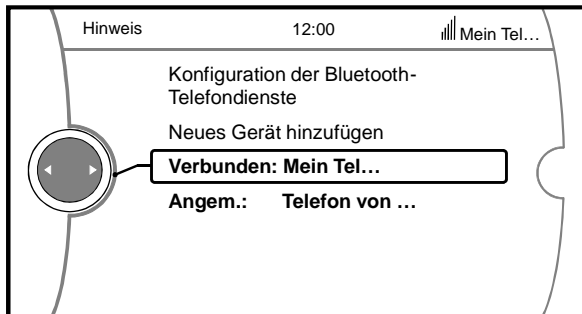 Hinweis 12:00 Mein Tel…
Konfiguration der Bluetooth-
Telefondienste
Neues Gerät hinzufügen
Verbunden: Mein Tel…
Angem.: Telefon von …